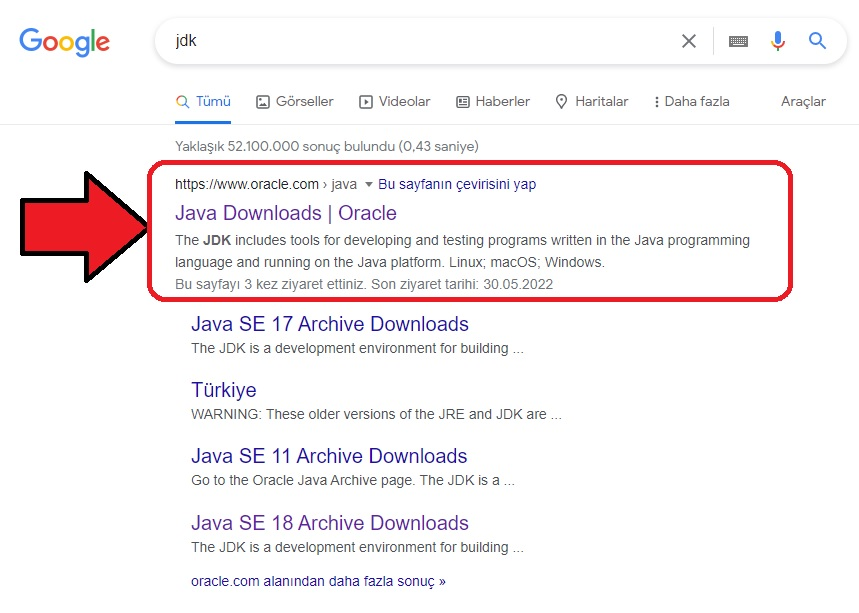 Google
jdk
Tümü Görseller Videolar Haberler Haritalar Daha fazla Araçlar
Yaklaşık 52.100.000 sonuç bulundu (0,43 saniye)
https://www.oracle.com › java Bu sayfanın çevirisini yap
Java Downloads | Oracle
The JDK includes tools for developing and testing programs written in the Java programming
language and running on the Java platform. Linux; macOS; Windows.
Bu sayfayı 3 kez ziyaret ettiniz. Son ziyaret tarihi: 30.05.2022
Java SE 17 Archive Downloads
The JDK is a development environment for building ...
Türkiye
WARNING: These older versions of the JRE and JDK are ...
Java SE 11 Archive Downloads
Go to the Oracle Java Archive page. The JDK is a ...
Java SE 18 Archive Downloads
The JDK is a development environment for building ...
oracle.com alanından daha fazla sonuç »